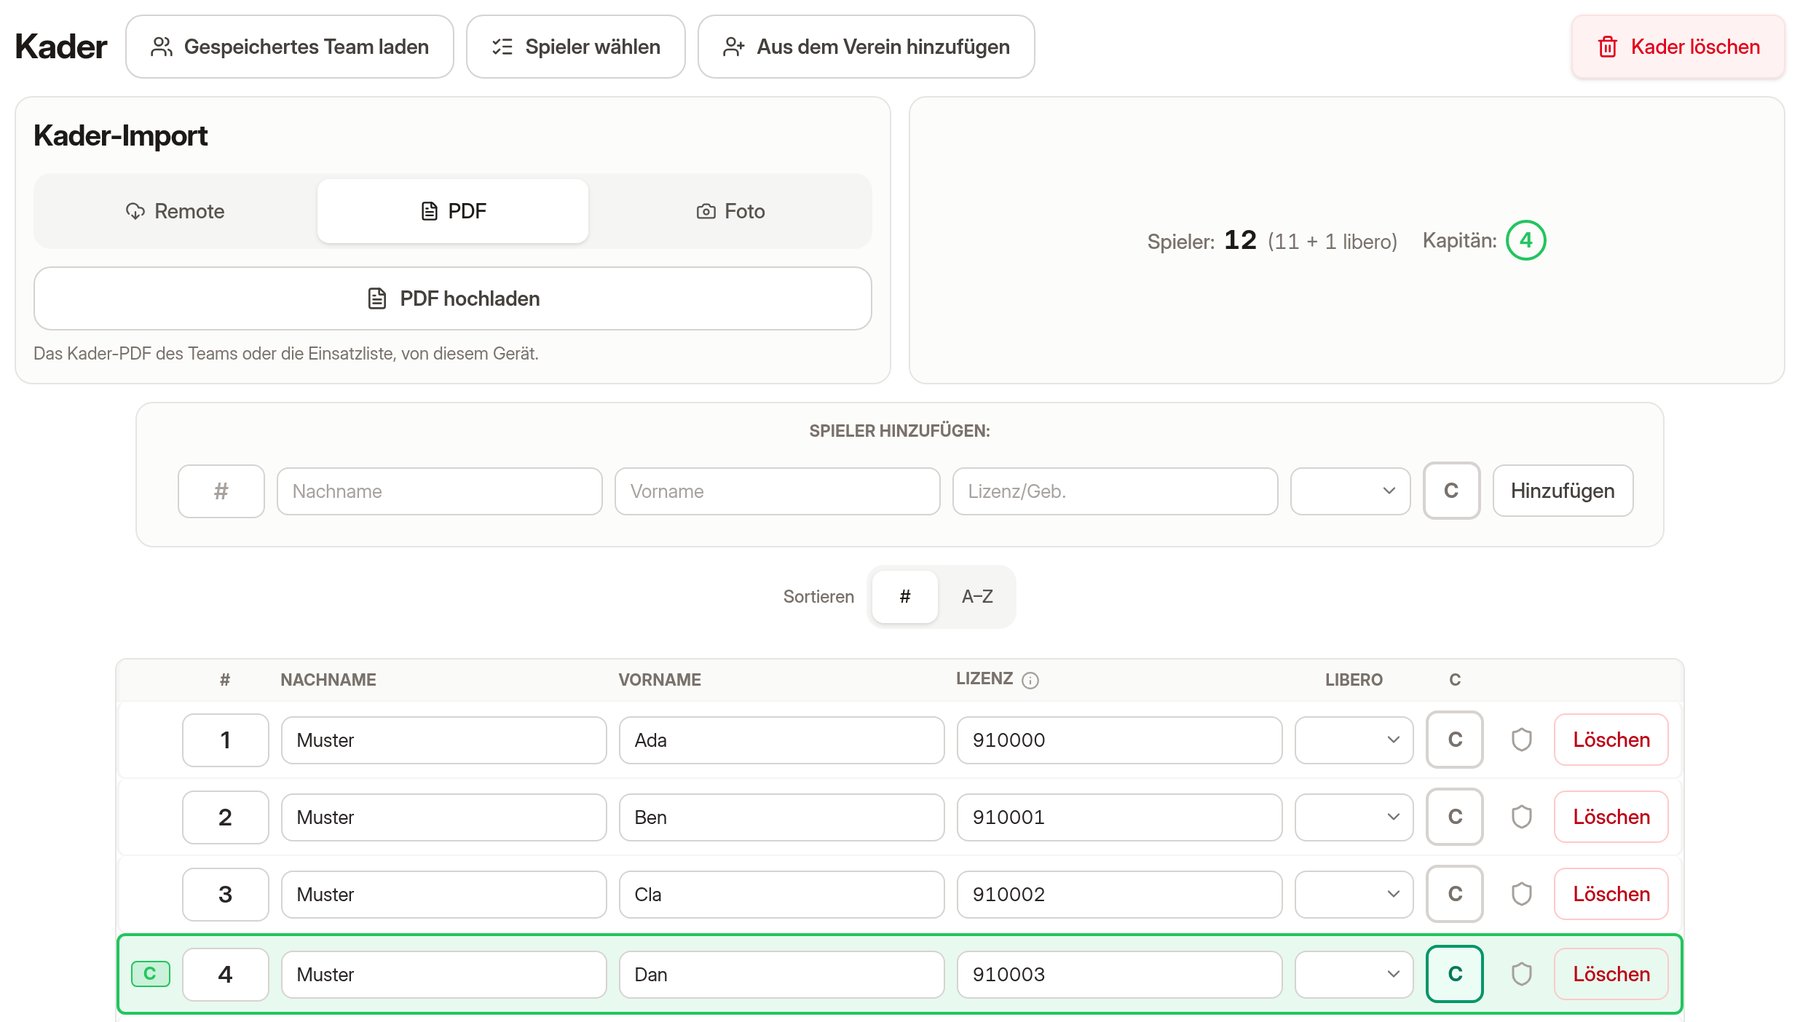 Kader
Gespeichertes Team laden
Spieler wählen
Aus dem Verein hinzufügen
Kader löschen
Kader-Import
Remote
PDF
Foto
PDF hochladen
Das Kader-PDF des Teams oder die Einsatzliste, von diesem Gerät.
Spieler: 12 (11 + 1 libero) Kapitän: 4
SPIELER HINZUFÜGEN:
# Nachname Vorname Lizenz/Geb. C Hinzufügen
Sortieren # A–Z
# NACHNAME VORNAME LIZENZ LIBERO C
1 Muster Ada 910000 C Löschen
2 Muster Ben 910001 C Löschen
3 Muster Cla 910002 C Löschen
C 4 Muster Dan 910003 C Löschen